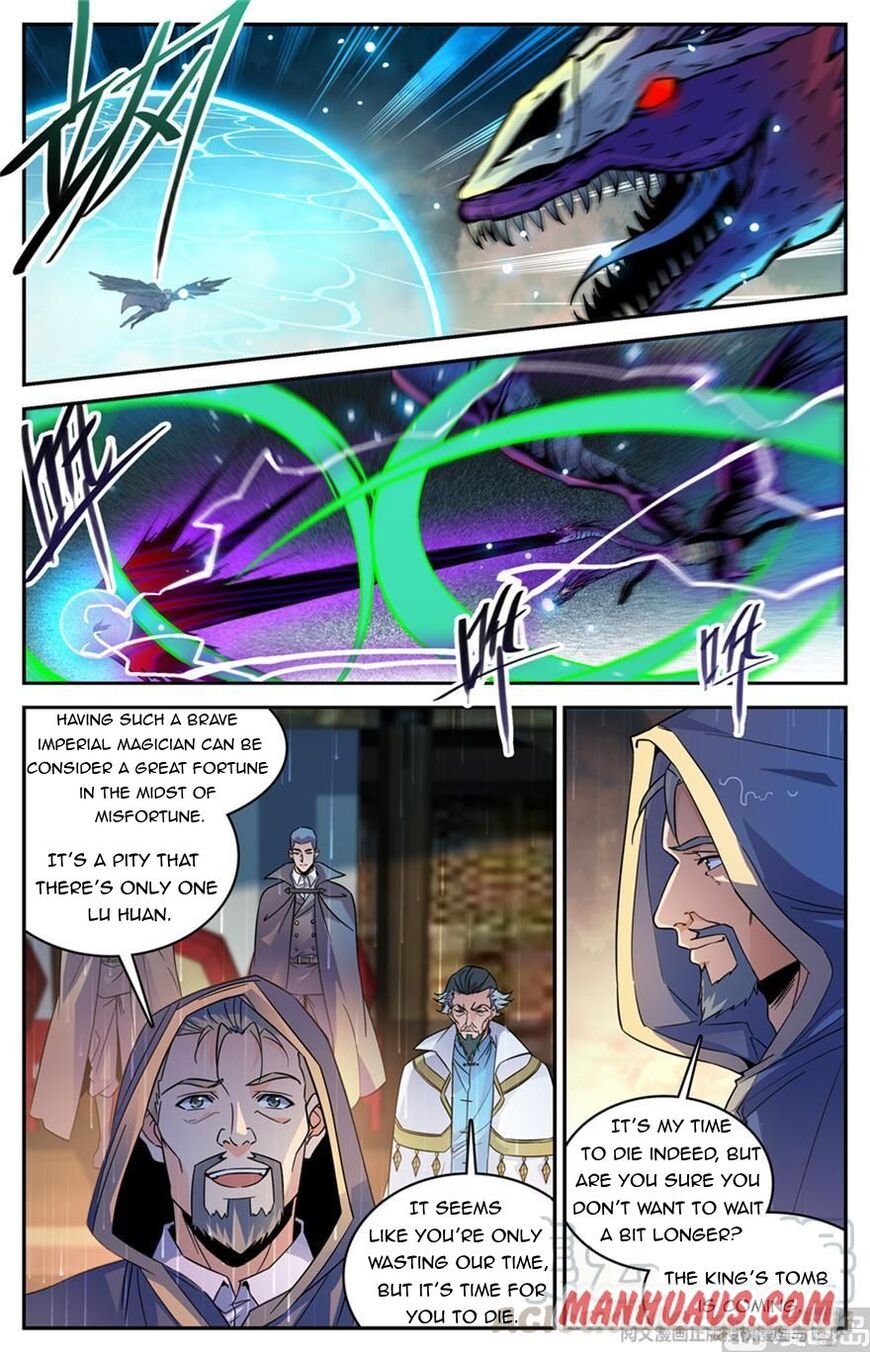 HAVING SUCH A BRAVE
IMPERIAL MAGICIAN CAN BE
CONSIDER A GREAT FORTUNE
IN THE MIDST OF
MISFORTUNE.
IT'S A PITY THAT
THERE'S ONLY ONE
LU HUAN.
IT SEEMS
LIKE YOU'RE ONLY
WASTING OUR TIME,
BUT IT'S TIME FOR
YOU TO DIE.
IT'S MY TIME
TO DIE INDEED, BUT
ARE YOU SURE YOU
DON'T WANT TO WAIT
A BIT LONGER?
THE KING'S TOMB
IS COMING.
MANHUAUS.COM